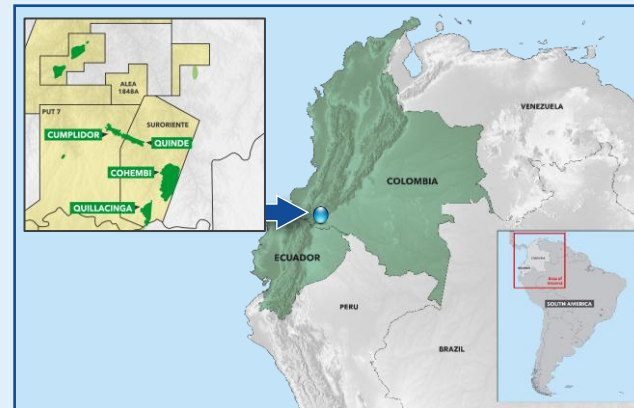 ALEA
1848A
PUT 7
SURORIENTE
CUMPLIDOR
QUINDE
COHEMBI
QUILLACINGA
VENEZUELA
COLOMBIA
ECUADOR
PERU
BRAZIL
SOUTH AMERICA